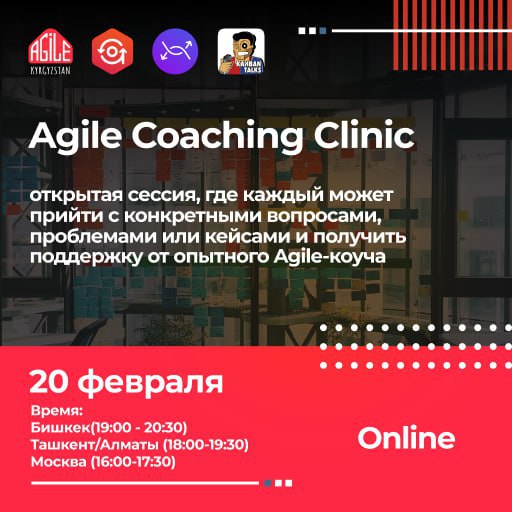 AGiLE
KYRGYZSTAN
KANBAN
TALKS
Agile Coaching Clinic
открытая сессия, где каждый может
прийти с конкретными вопросами,
проблемами или кейсами и получить
поддержку от опытного Agile-коуча
20 февраля
Время:
Бишкек(19:00 - 20:30)
Ташкент/Алматы (18:00-19:30)
Москва (16:00-17:30)
Online